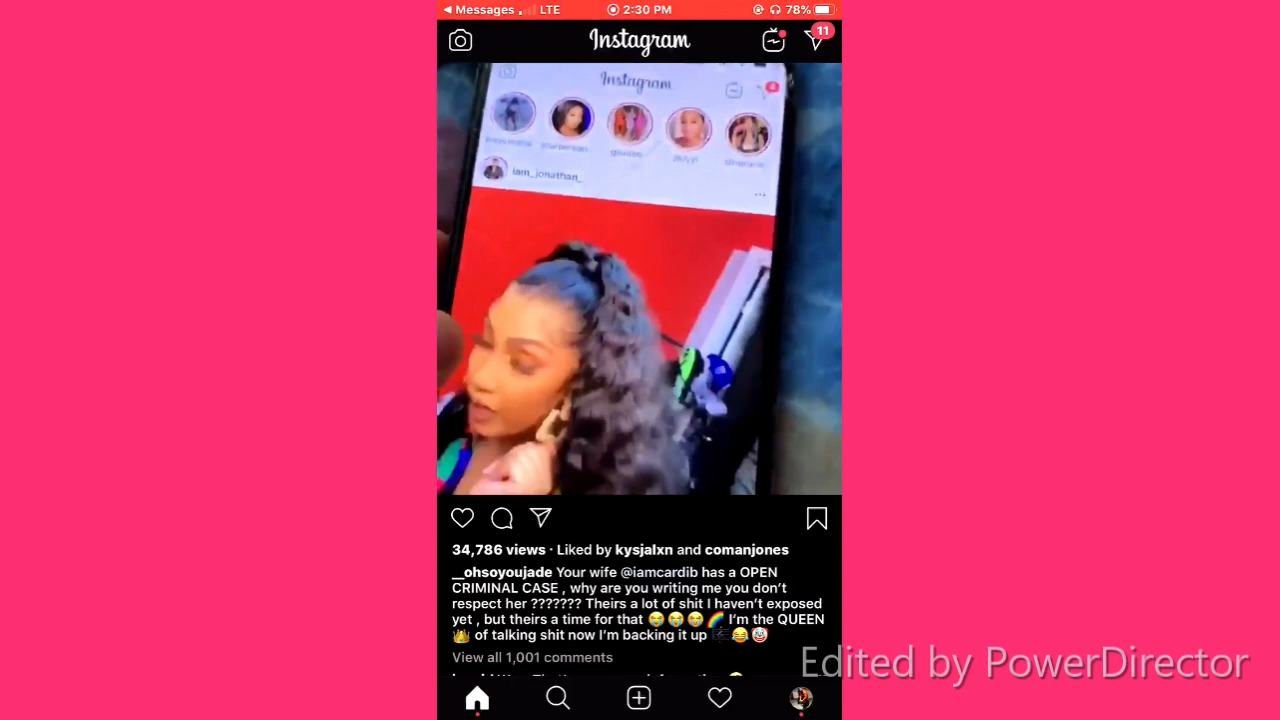 Messages LTE 2:30 PM 78%
Instagram 11
Instagram 4
iam_jonathan_
34,786 views · Liked by kysjalxn and comanjones
__ohsoyoujade Your wife @iamcardib has a OPEN
CRIMINAL CASE , why are you writing me you don't
respect her ??????? Theirs a lot of shit I haven't exposed
yet , but theirs a time for that 😭😭😭🌈 I'm the QUEEN
👑 of talking shit now I'm backing it up 😂🤡
View all 1,001 comments
Edited by PowerDirector